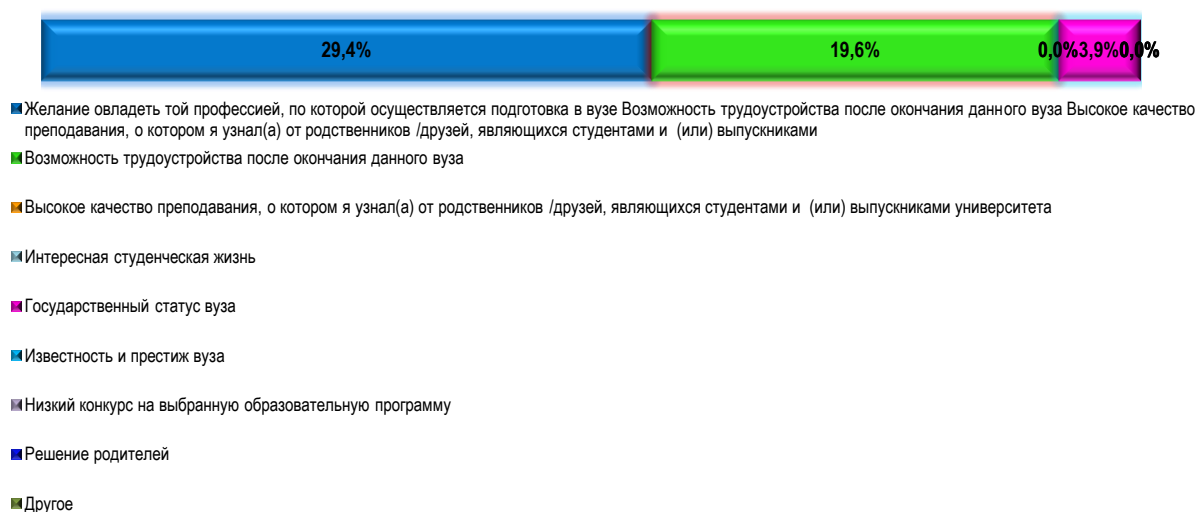 29,4% 19,6% 0,0% 3,9% 0,0%
Желание овладеть той профессией, по которой осуществляется подготовка в вузе Возможность трудоустройства после окончания данного вуза Высокое качество
преподавания, о котором я узнал(а) от родственников /друзей, являющихся студентами и (или) выпускниками
Возможность трудоустройства после окончания данного вуза
Высокое качество преподавания, о котором я узнал(а) от родственников /друзей, являющихся студентами и (или) выпускниками университета
Интересная студенческая жизнь
Государственный статус вуза
Известность и престиж вуза
Низкий конкурс на выбранную образовательную программу
Решение родителей
Другое